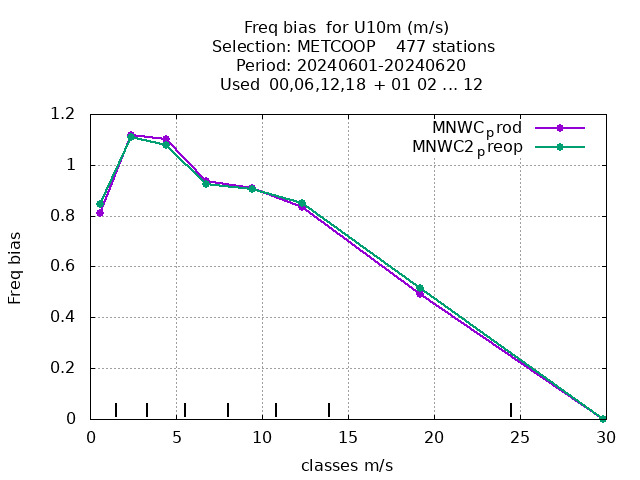 Freq bias  for U10m (m/s)
Selection: METCOOP    477 stations
Period: 20240601-20240620
Used  00,06,12,18  + 01 02 ... 12
MNWCprod
MNWC2preop
1.2
1
0.8
0.6
0.4
0.2
0
Freq bias
0 5 10 15 20 25 30
classes m/s